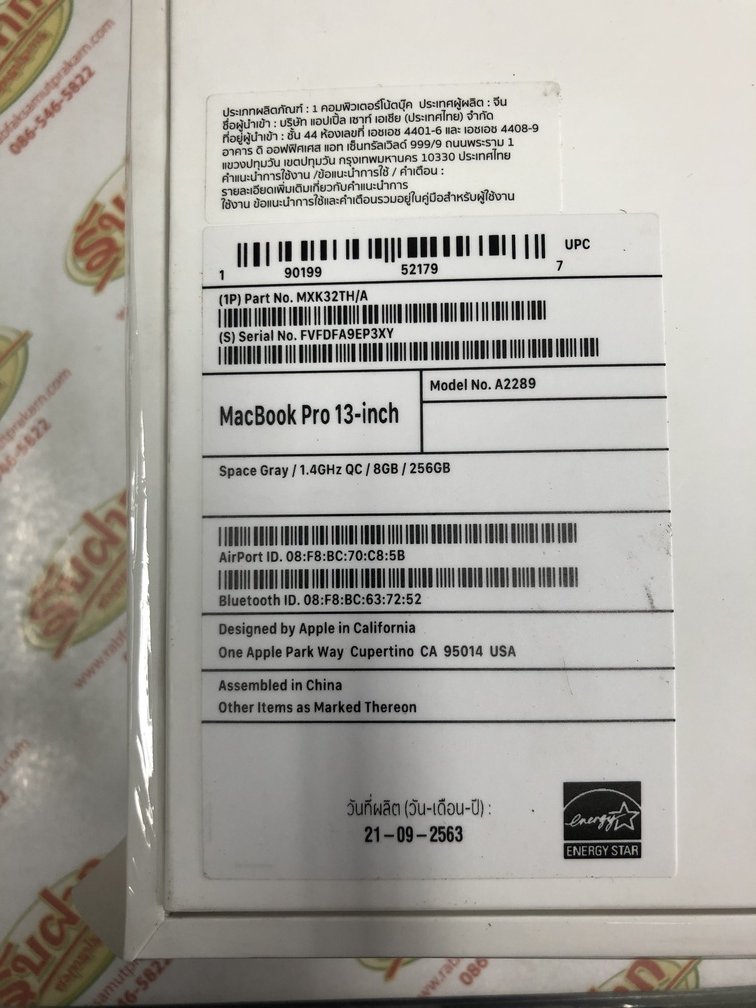 ประเภทผลิตภัณฑ์ : 1 คอมพิวเตอร์โน้ตบุ๊ค ประเทศผู้ผลิต : จีน
ชื่อผู้นำเข้า : บริษัท แอปเปิ้ล เซาท์ เอเชีย (ประเทศไทย) จำกัด
ที่อยู่ผู้นำเข้า : ชั้น 44 ห้องเลขที่ เอชเอช 4401-6 และ เอชเอช 4408-9
อาคาร ดิ ออฟฟิศเศส แอท เซ็นทรัลเวิลด์ 999/9 ถนนพระราม 1
แขวงปทุมวัน เขตปทุมวัน กรุงเทพมหานคร 10330 ประเทศไทย
คำแนะนำการใช้งาน /ข้อแนะนำการใช้ / คำเตือน :
รายละเอียดเพิ่มเติมเกี่ยวกับคำแนะนำการ
ใช้งาน ข้อแนะนำการใช้และคำเตือนรวมอยู่ในคู่มือสำหรับผู้ใช้งาน
UPC
1 90199 52179 7
(1P) Part No. MXK32TH/A
(S) Serial No. FVFDFA9EP3XY
MacBook Pro 13-inch
Model No. A2289
Space Gray / 1.4GHz QC / 8GB / 256GB
AirPort ID. 08:F8:BC:70:C8:5B
Bluetooth ID. 08:F8:BC:63:72:52
Designed by Apple in California
One Apple Park Way Cupertino CA 95014 USA
Assembled in China
Other Items as Marked Thereon
วันที่ผลิต (วัน-เดือน-ปี) :
21-09-2563
energy
ENERGY STAR
086-546-5822
รับฝาก